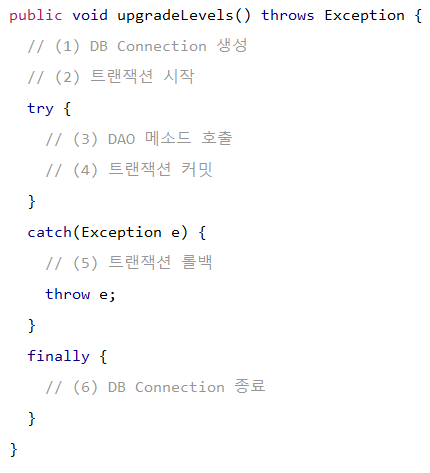 public void upgradeLevels() throws Exception {
  // (1) DB Connection 생성
  // (2) 트랜잭션 시작
  try {
    // (3) DAO 메소드 호출
    // (4) 트랜잭션 커밋
  }
  catch(Exception e) {
    // (5) 트랜잭션 롤백
    throw e;
  }
  finally {
    // (6) DB Connection 종료
  }
}